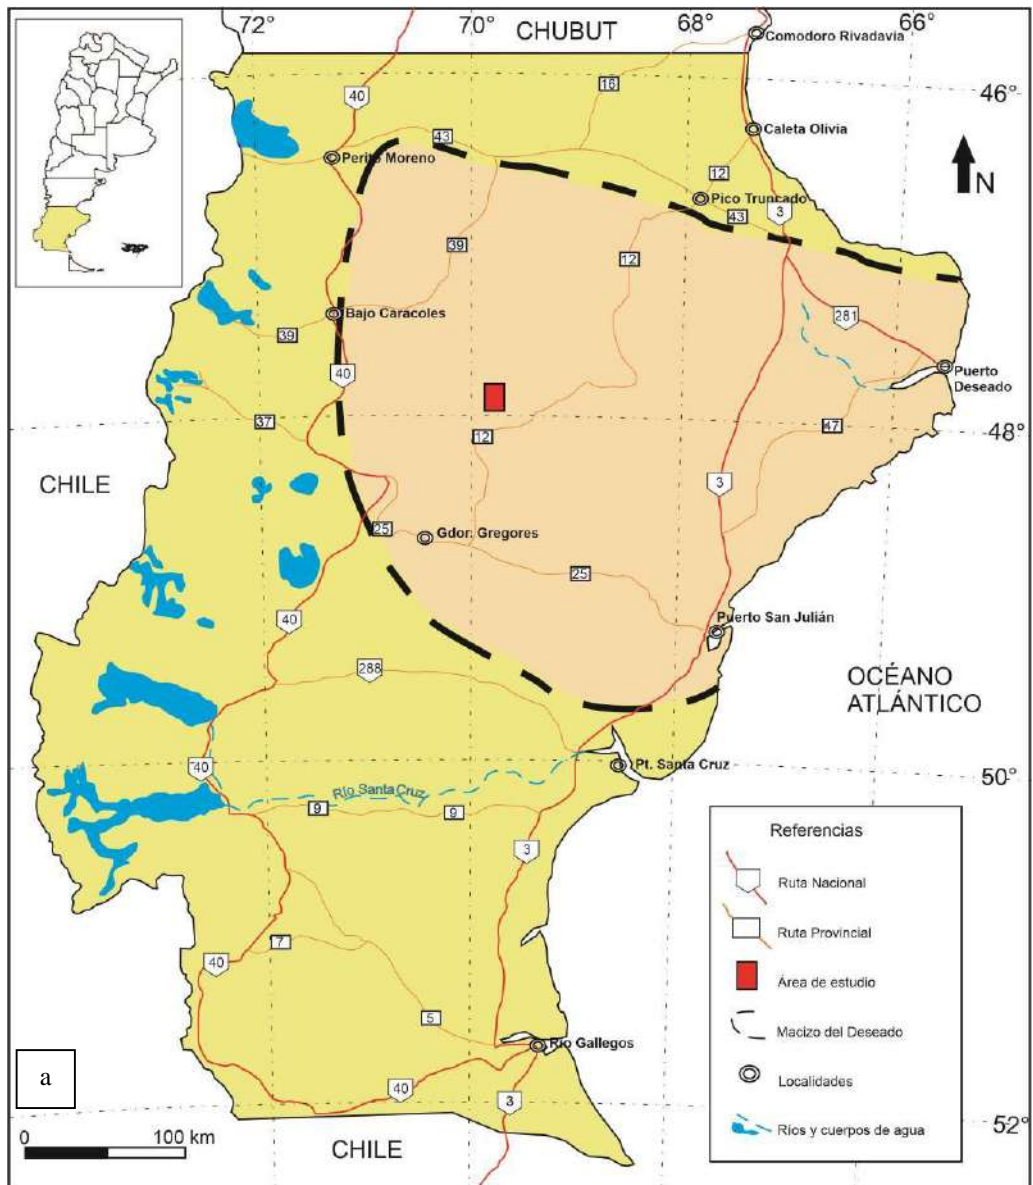 72°
70°
CHUBUT
68°
66°
Comodoro Rivadavia
16
40
46°
Caleta Olivia
43
Perito Moreno
12
N
Pico Truncado
43
3
39
12
281
Bajo Caracoles
39
40
Puerto Deseado
37
12
47
48°
CHILE
3
25
Gdor. Gregores
25
Puerto San Julián
40
288
OCÉANO
ATLÁNTICO
40
Pt. Santa Cruz
50°
Río Santa Cruz
9
9
3
Referencias
Ruta Nacional
Ruta Provincial
7
40
Área de estudio
5
Macizo del Deseado
Río Gallegos
a
40
3
Localidades
52°
0
100 km
CHILE
Ríos y cuerpos de agua